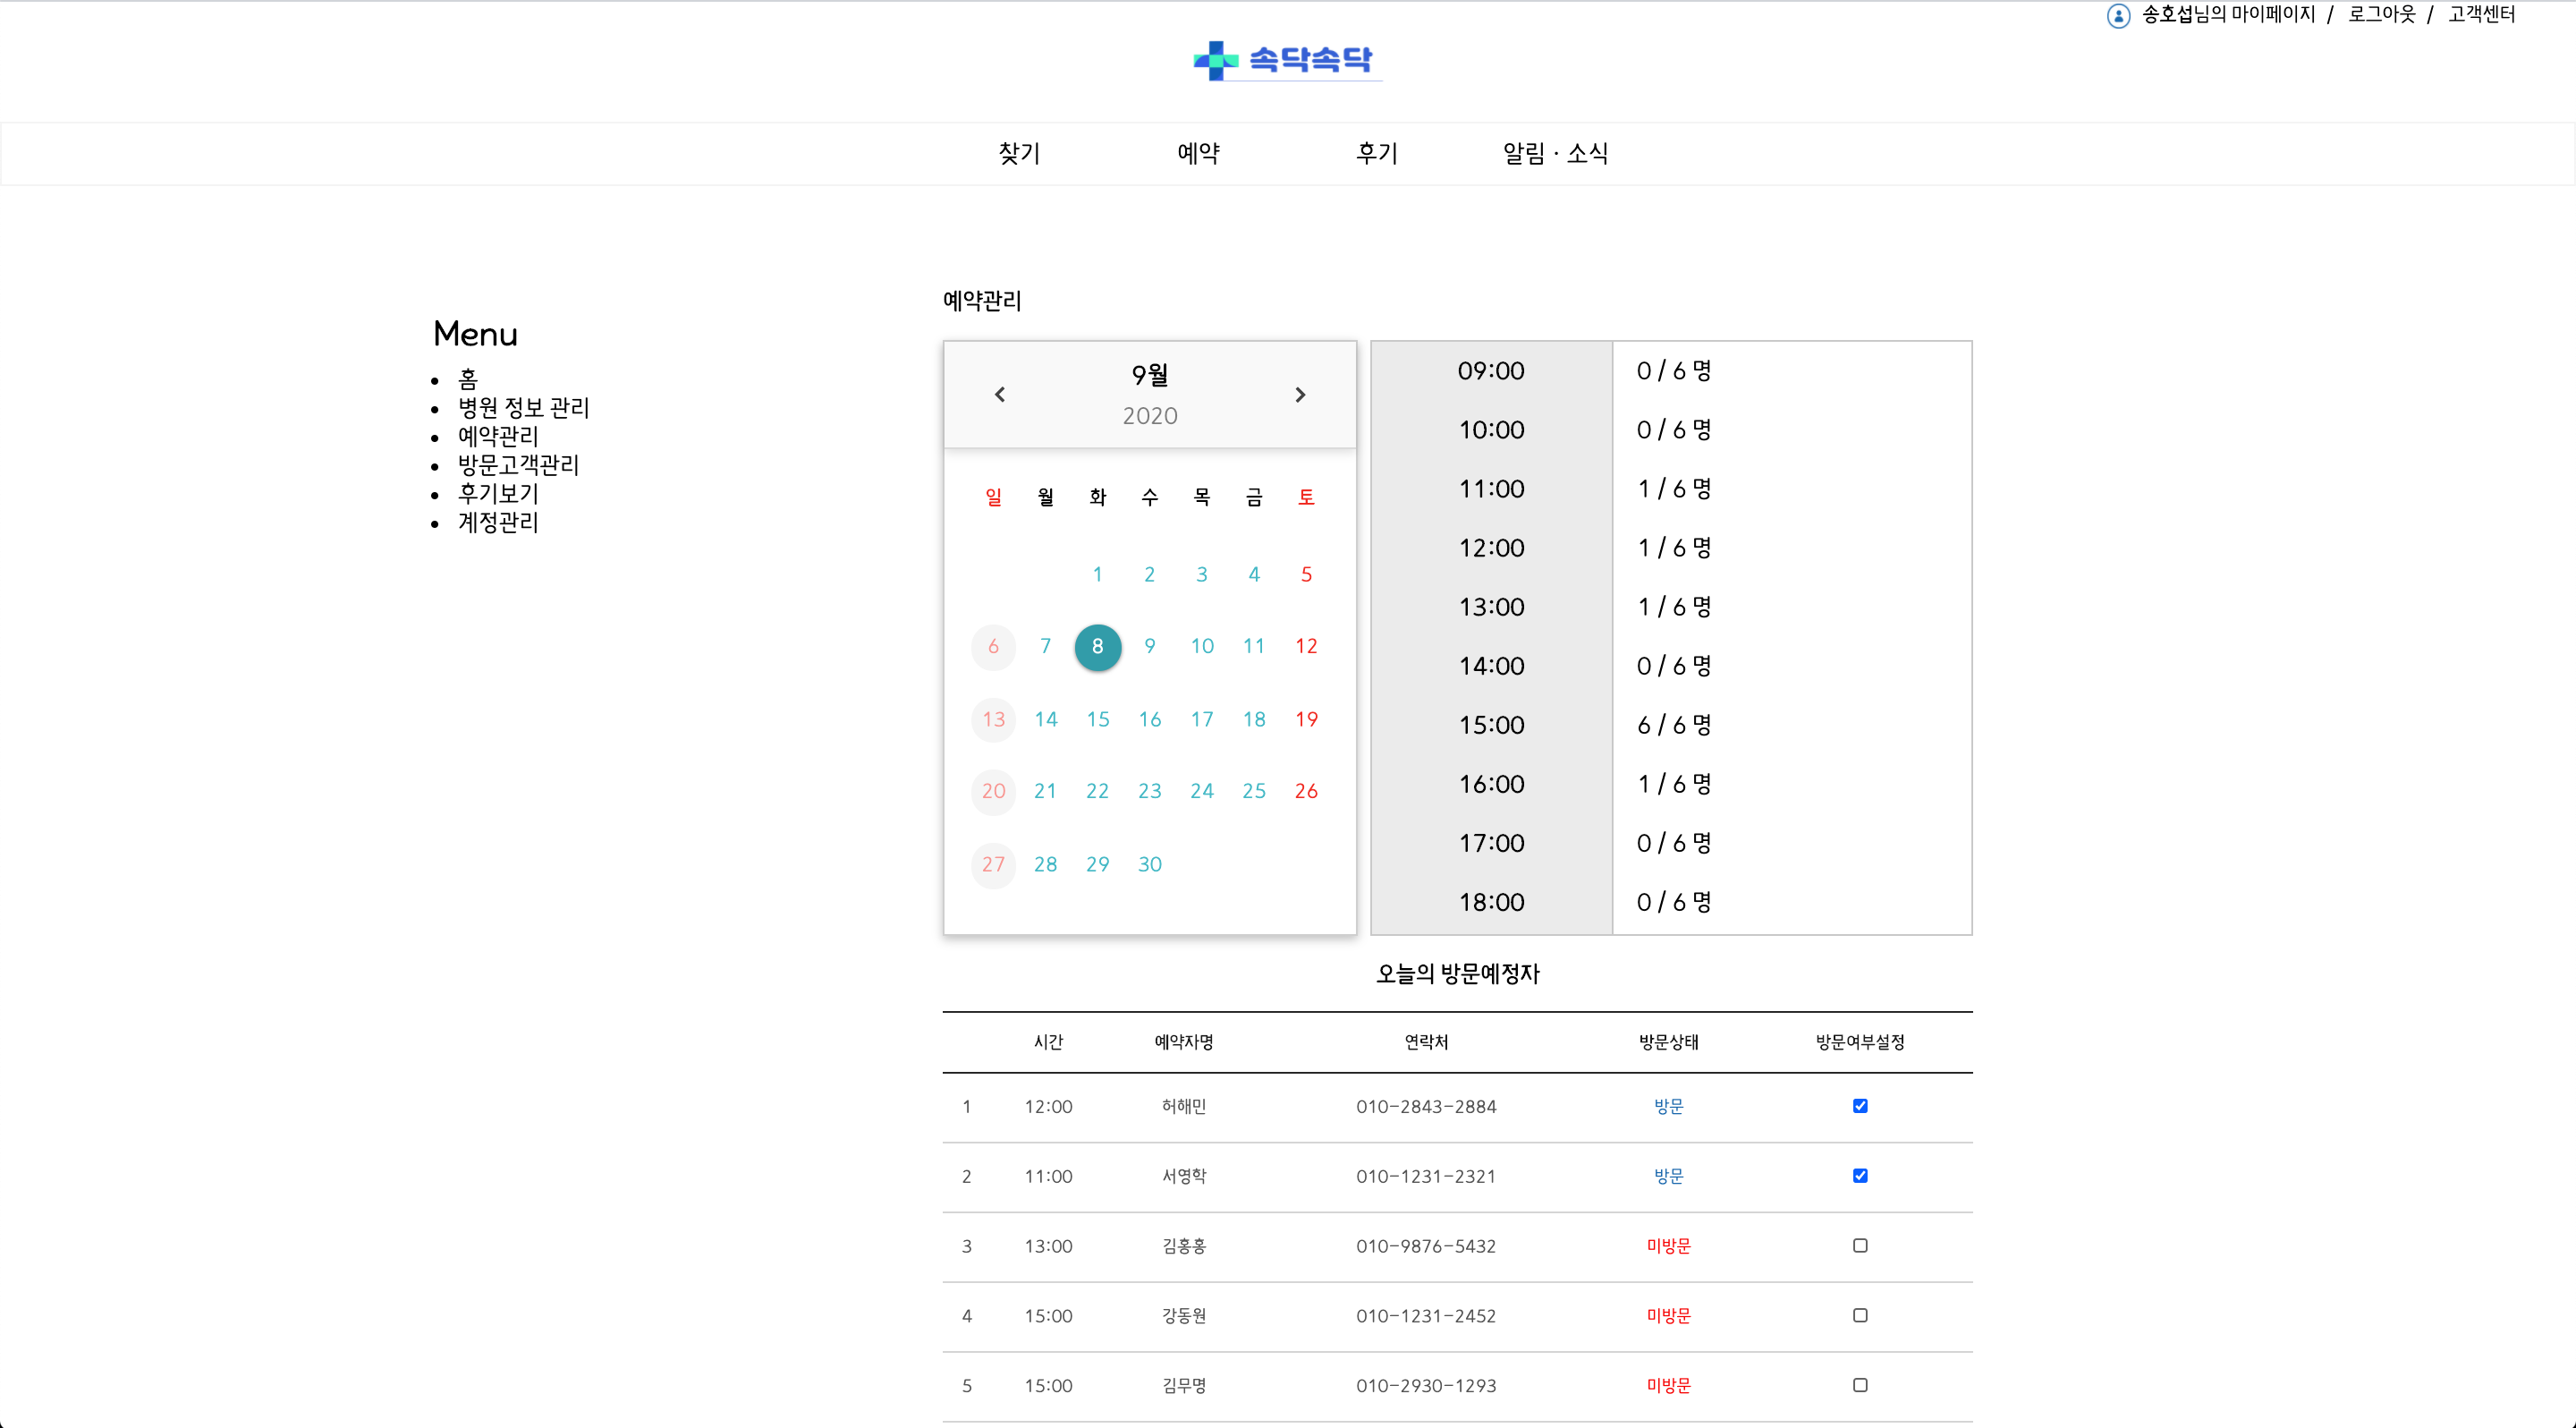 송호섭님의 마이페이지 / 로그아웃 / 고객센터
속닥속닥
찾기 예약 후기 알림 · 소식
Menu
홈
병원 정보 관리
예약관리
방문고객관리
후기보기
계정관리
예약관리
9월
2020
일 월 화 수 목 금 토
1 2 3 4 5
6 7 8 9 10 11 12
13 14 15 16 17 18 19
20 21 22 23 24 25 26
27 28 29 30
09:00 0 / 6 명
10:00 0 / 6 명
11:00 1 / 6 명
12:00 1 / 6 명
13:00 1 / 6 명
14:00 0 / 6 명
15:00 6 / 6 명
16:00 1 / 6 명
17:00 0 / 6 명
18:00 0 / 6 명
오늘의 방문예정자
시간 예약자명 연락처 방문상태 방문여부설정
1 12:00 허해민 010-2843-2884 방문
2 11:00 서영학 010-1231-2321 방문
3 13:00 김홍홍 010-9876-5432 미방문
4 15:00 강동원 010-1231-2452 미방문
5 15:00 김무명 010-2930-1293 미방문